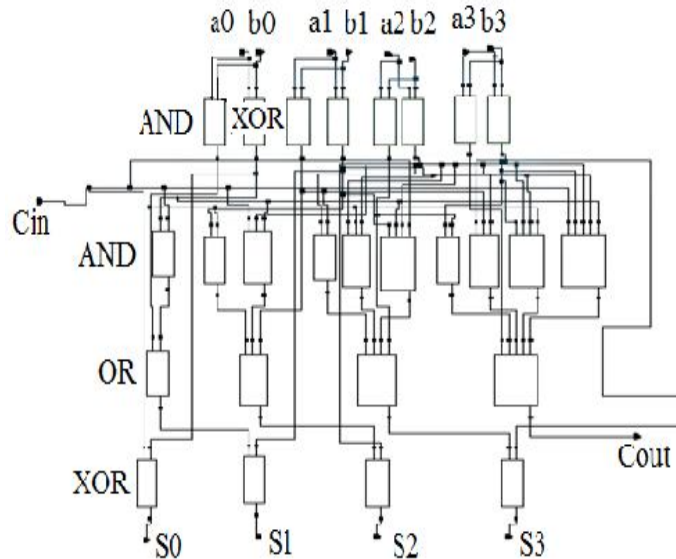 a0 b0 a1 b1 a2 b2 a3 b3
AND XOR
Cin
AND
OR
Cout
XOR
S0 S1 S2 S3